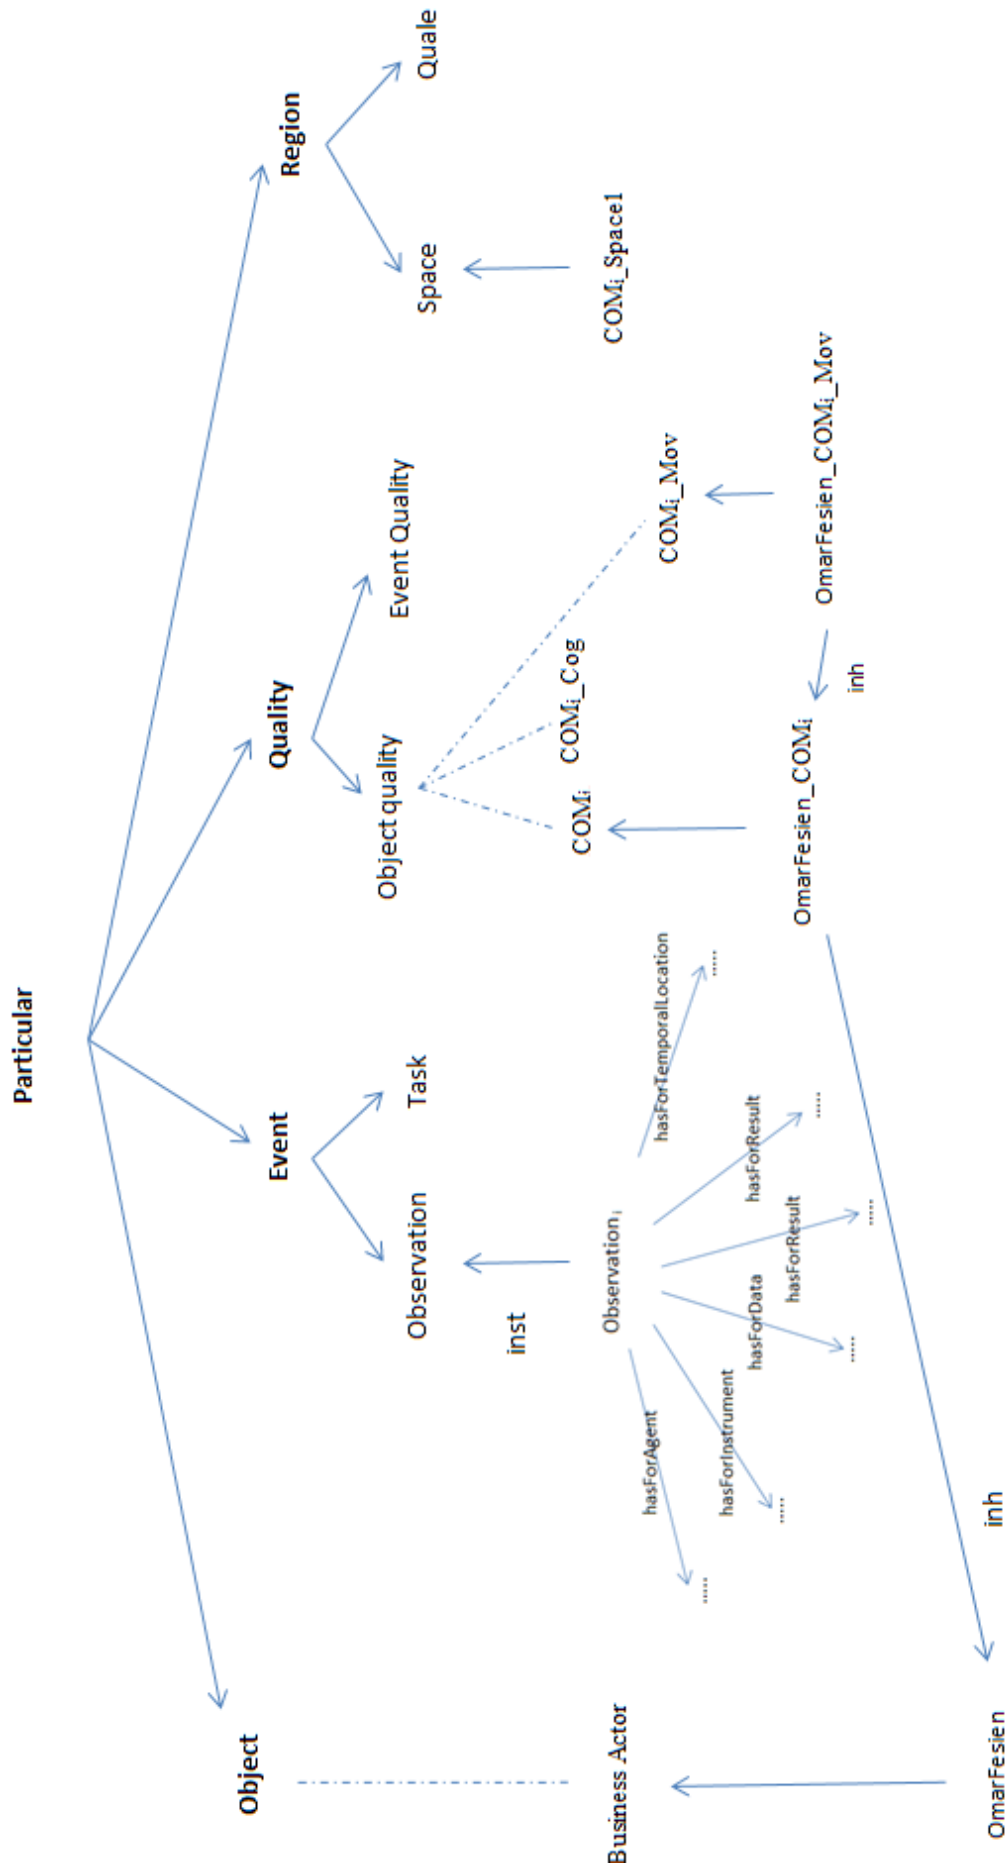 Particular
Object
Event
Quality
Region
Observation
Task
Object quality
Event Quality
Space
Quale
inst
Business Actor
Observationᵢ
COMᵢ
COMᵢ_Cog
COMᵢ_Mov
COMᵢ_Space1
hasForAgent
hasForInstrument
hasForData
hasForResult
hasForResult
hasForTemporalLocation
.....
.....
.....
.....
.....
.....
OmarFesien_COMᵢ
OmarFesien_COMᵢ_Mov
inh
inh
OmarFesien